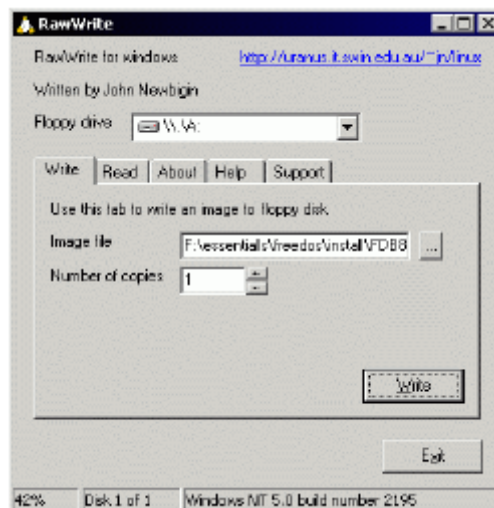 RawWrite
RawWrite for windows http://uranus.it.swin.edu.au/~jn/linux
Written by John Newbigin
Floppy drive \\.\A:
Write Read About Help Support
Use this tab to write an image to floppy disk
Image file F:\essentials\freedos\install\FDB8 ...
Number of copies 1
Write
Exit
42% Disk 1 of 1 Windows NT 5.0 build number 2195